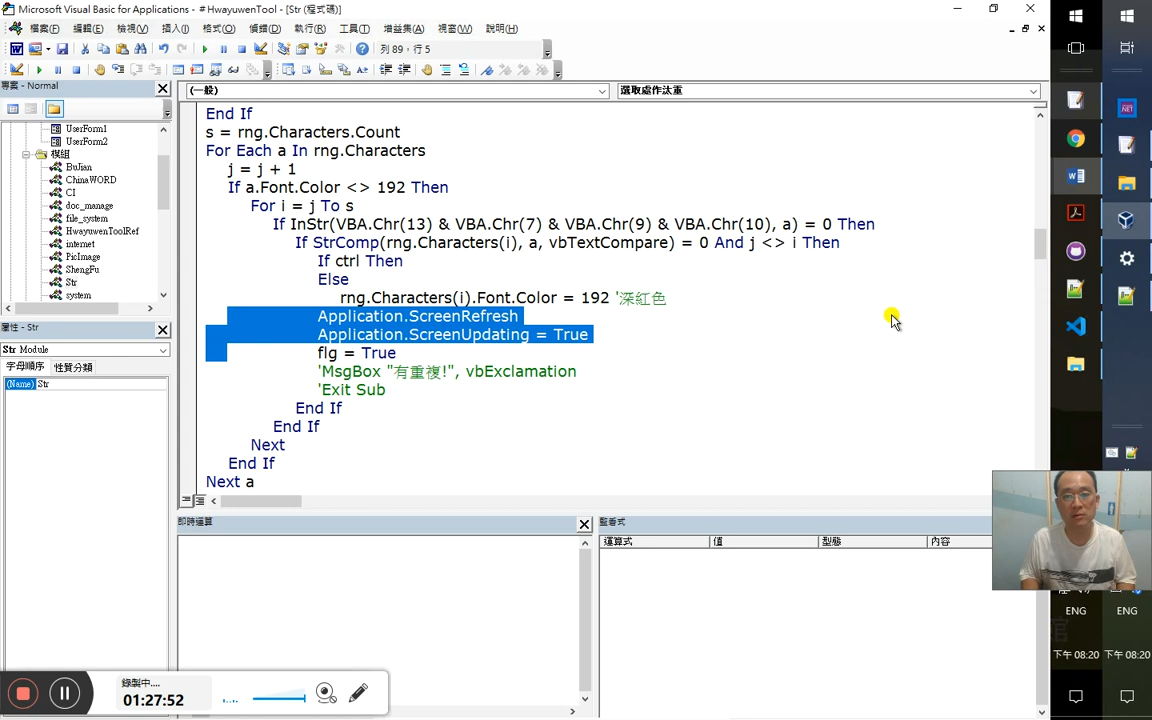 Microsoft Visual Basic for Applications - #HwayuwenTool - [Str (程式碼)]
檔案(F) 編輯(E) 檢視(V) 插入(I) 格式(O) 偵錯(D) 執行(R) 工具(T) 增益集(A) 視窗(W) 說明(H)
列 89，行 5
專案 - Normal
(一般)
選取處作汰重
UserForm1
UserForm2
模組
BuJian
ChinaWORD
CI
doc_manage
file_system
HwayuwenToolRef
internet
PicImage
ShengFu
Str
system
屬性 - Str
Str Module
字母順序 性質分類
(Name) Str
End If
s = rng.Characters.Count
For Each a In rng.Characters
j = j + 1
If a.Font.Color <> 192 Then
For i = j To s
If InStr(VBA.Chr(13) & VBA.Chr(7) & VBA.Chr(9) & VBA.Chr(10), a) = 0 Then
If StrComp(rng.Characters(i), a, vbTextCompare) = 0 And j <> i Then
If ctrl Then
Else
rng.Characters(i).Font.Color = 192 '深紅色
Application.ScreenRefresh
Application.ScreenUpdating = True
flg = True
'MsgBox "有重複!", vbExclamation
'Exit Sub
End If
End If
Next
End If
Next a
即時運算
監看式
運算式 值 型態 內容
錄製中....
01:27:52
ENG ENG
下午 08:20 下午 08:20